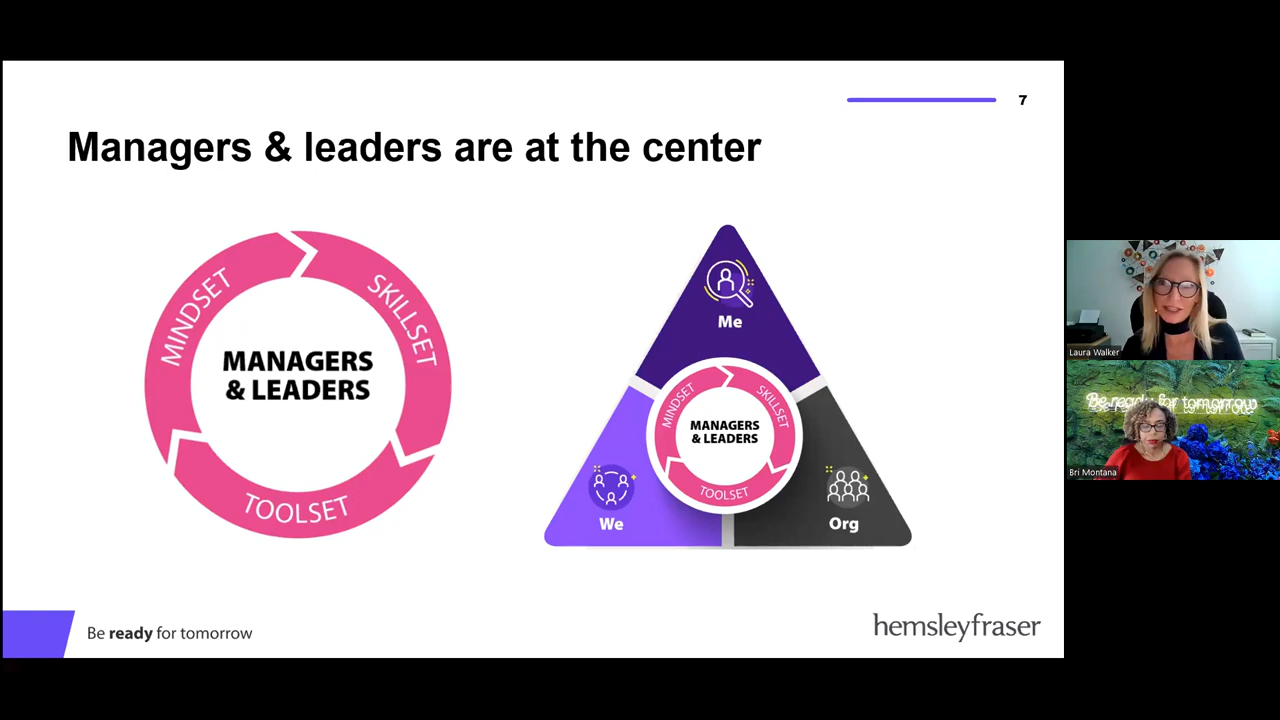 7
Managers & leaders are at the center
MINDSET
SKILLSET
MANAGERS
& LEADERS
TOOLSET
Me
MINDSET
SKILLSET
MANAGERS
& LEADERS
TOOLSET
We
Org
Be ready for tomorrow
hemsleyfraser
Laura Walker
Be ready for tomorrow
Bri Montana